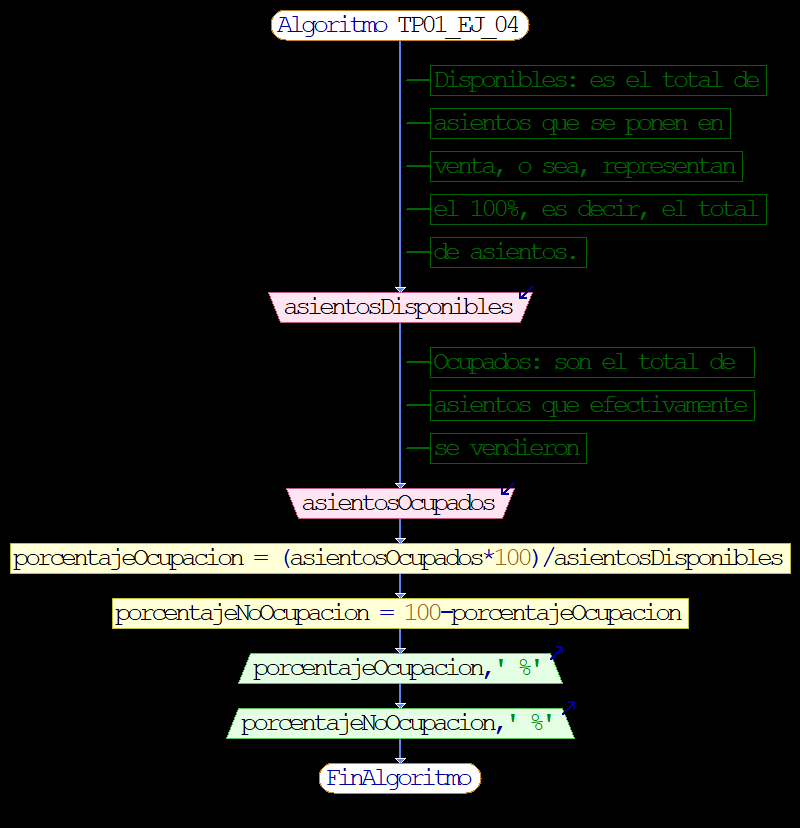 Algoritmo TP01_EJ_04
Disponibles: es el total de
asientos que se ponen en
venta, o sea, representan
el 100%, es decir, el total
de asientos.
asientosDisponibles
Ocupados: son el total de
asientos que efectivamente
se vendieron
asientosOcupados
porcentajeOcupacion = (asientosOcupados*100)/asientosDisponibles
porcentajeNoOcupacion = 100-porcentajeOcupacion
porcentajeOcupacion,' %'
porcentajeNoOcupacion,' %'
FinAlgoritmo